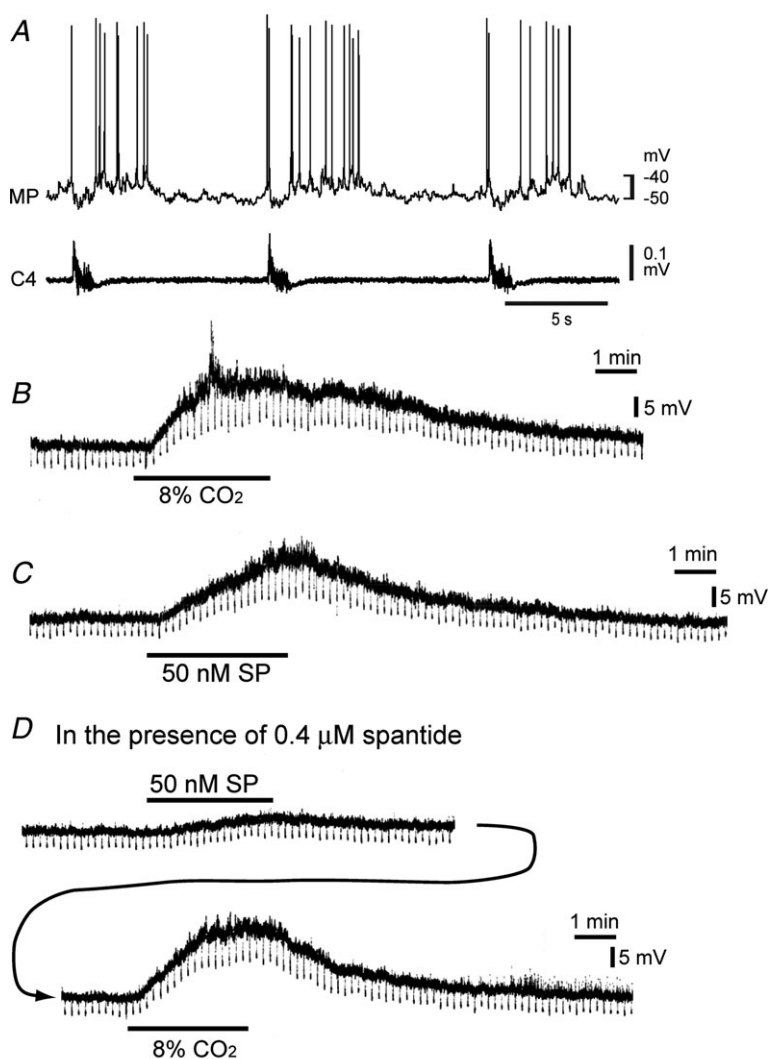 A
mV
-40
MP
-50
0.1
mV
C4
5 s
1 min
B
5 mV
8% CO2
C
1 min
5 mV
50 nM SP
D In the presence of 0.4 µM spantide
50 nM SP
1 min
5 mV
8% CO2